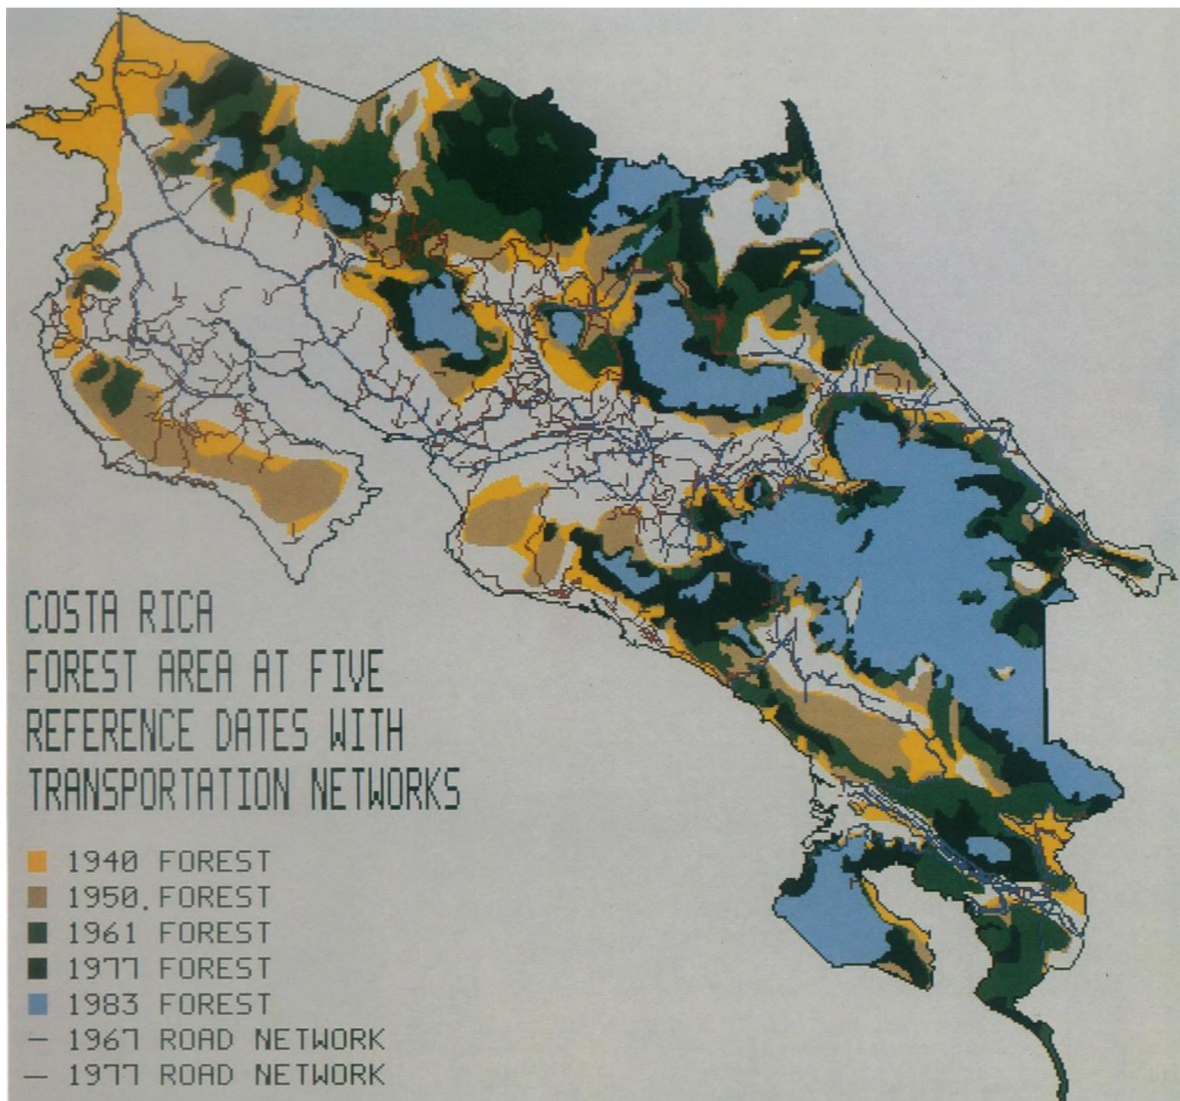 COSTA RICA
FOREST AREA AT FIVE
REFERENCE DATES WITH
TRANSPORTATION NETWORKS
1940 FOREST
1950. FOREST
1961 FOREST
1977 FOREST
1983 FOREST
1967 ROAD NETWORK
1977 ROAD NETWORK